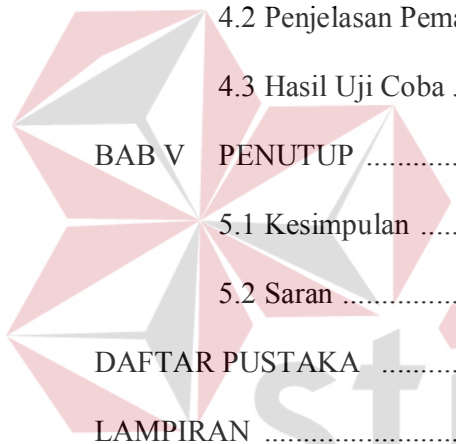 4.2 Penjelasan
4.3 Hasil Uji Coba .
BAB V PENUTUP ..................
5.1 Kesimpulan .....
5.2 Saran .................
DAFTAR PUSTAKA ............
LAMPIRAN ..........................
sti